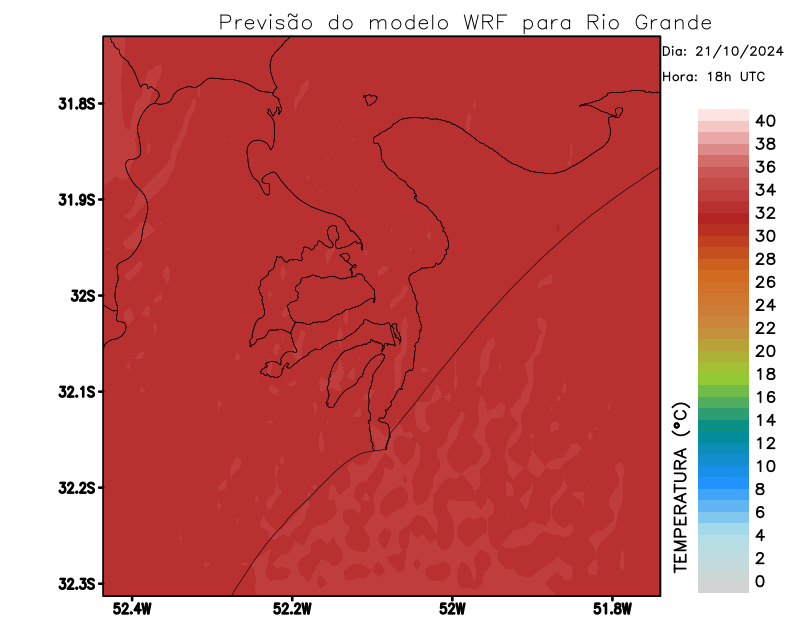 Previsão do modelo WRF para Rio Grande
Dia: 21/10/2024
Hora: 18h UTC
31.8S
31.9S
32S
32.1S
32.2S
32.3S
52.4W
52.2W
52W
51.8W
TEMPERATURA (°C)
40
38
36
34
32
30
28
26
24
22
20
18
16
14
12
10
8
6
4
2
0